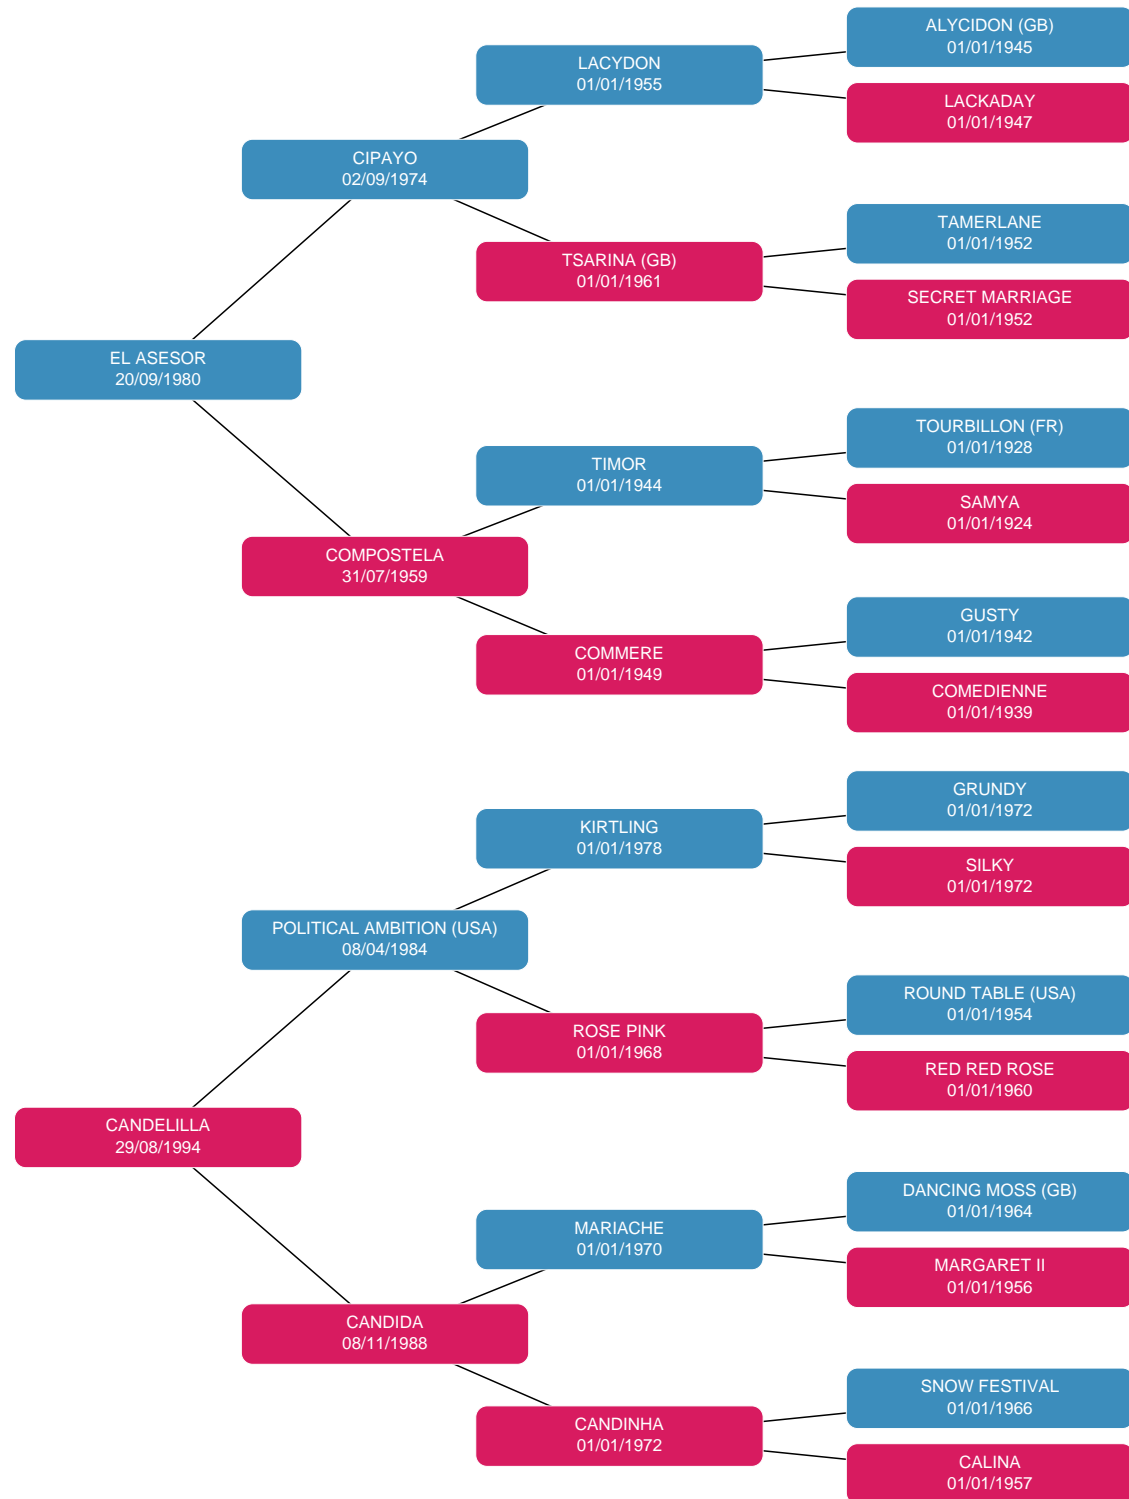 ALYCIDON (GB)
01/01/1945
LACYDON
01/01/1955
LACKADAY
01/01/1947
CIPAYO
02/09/1974
TAMERLANE
01/01/1952
TSARINA (GB)
01/01/1961
SECRET MARRIAGE
01/01/1952
EL ASESOR
20/09/1980
TOURBILLON (FR)
01/01/1928
TIMOR
01/01/1944
SAMYA
01/01/1924
COMPOSTELA
31/07/1959
GUSTY
01/01/1942
COMMERE
01/01/1949
COMEDIENNE
01/01/1939
GRUNDY
01/01/1972
KIRTLING
01/01/1978
SILKY
01/01/1972
POLITICAL AMBITION (USA)
08/04/1984
ROUND TABLE (USA)
01/01/1954
ROSE PINK
01/01/1968
RED RED ROSE
01/01/1960
CANDELILLA
29/08/1994
DANCING MOSS (GB)
01/01/1964
MARIACHE
01/01/1970
MARGARET II
01/01/1956
CANDIDA
08/11/1988
SNOW FESTIVAL
01/01/1966
CANDINHA
01/01/1972
CALINA
01/01/1957